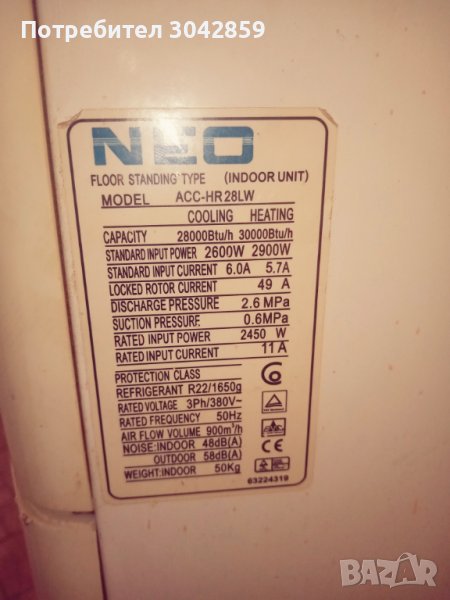 Потребител 3042859
NEO
FLOOR STANDING TYPE (INDOOR UNIT)
MODEL ACC-HR28LW
COOLING HEATING
CAPACITY 28000Btu/h 30000Btu/h
STANDARD INPUT POWER 2600W 2900W
STANDARD INPUT CURRENT 6.0A 5.7A
LOCKED ROTOR CURRENT 49 A
DISCHARGE PRESSURE 2.6 MPa
SUCTION PRESSURE 0.6MPa
RATED INPUT POWER 2450 W
RATED INPUT CURRENT 11 A
PROTECTION CLASS
REFRIGERANT R22/1650g
RATED VOLTAGE 3Ph/380V~
RATED FREQUENCY 50Hz
AIR FLOW VOLUME 900m³/h
NOISE:INDOOR 48dB(A)
OUTDOOR 58dB(A)
WEIGHT:INDOOR 50Kg
CE
63224319
BAZAR